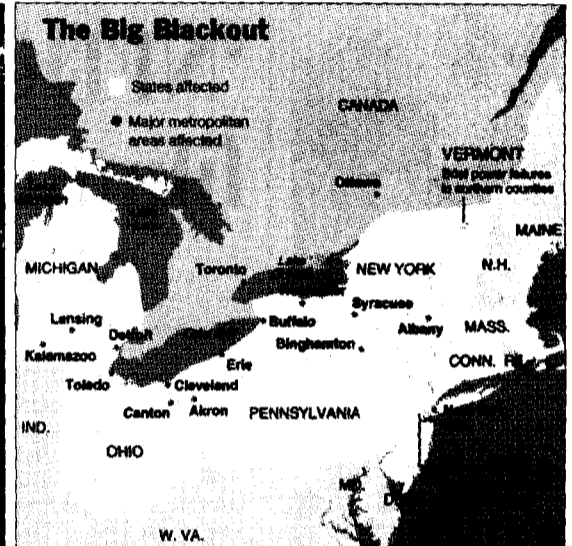 The Big Blackout
States affected
Major metropolitan
areas affected
CANADA
VERMONT
Brief power failures
in northern counties
Ottawa
MAINE
MICHIGAN
Toronto
Lake
NEW YORK
N.H.
Syracuse
Lansing
Detroit
Buffalo
Albany
MASS.
Kalamazoo
Binghamton
Erie
CONN.
Toledo
Cleveland
Canton
Akron
PENNSYLVANIA
IND.
OHIO
W. VA.